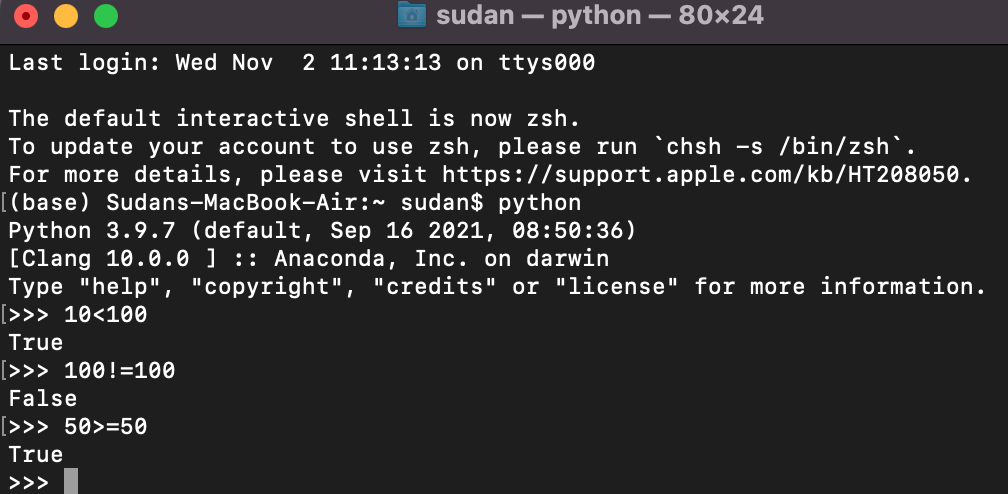 sudan — python — 80×24
Last login: Wed Nov  2 11:13:13 on ttys000
The default interactive shell is now zsh.
To update your account to use zsh, please run `chsh -s /bin/zsh`.
For more details, please visit https://support.apple.com/kb/HT208050.
[(base) Sudans-MacBook-Air:~ sudan$ python
Python 3.9.7 (default, Sep 16 2021, 08:50:36)
[Clang 10.0.0 ] :: Anaconda, Inc. on darwin
Type "help", "copyright", "credits" or "license" for more information.
[>>> 10<100
True
[>>> 100!=100
False
[>>> 50>=50
True
>>>